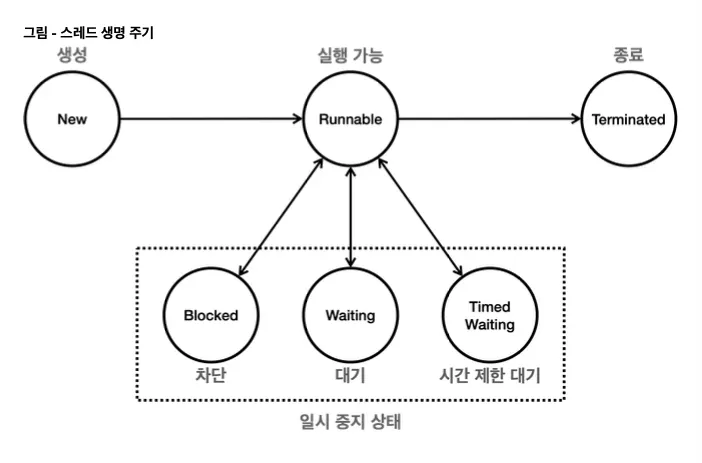 그림 - 스레드 생명 주기
생성
실행 가능
종료
New
Runnable
Terminated
Blocked
Waiting
Timed
Waiting
차단
대기
시간 제한 대기
일시 중지 상태